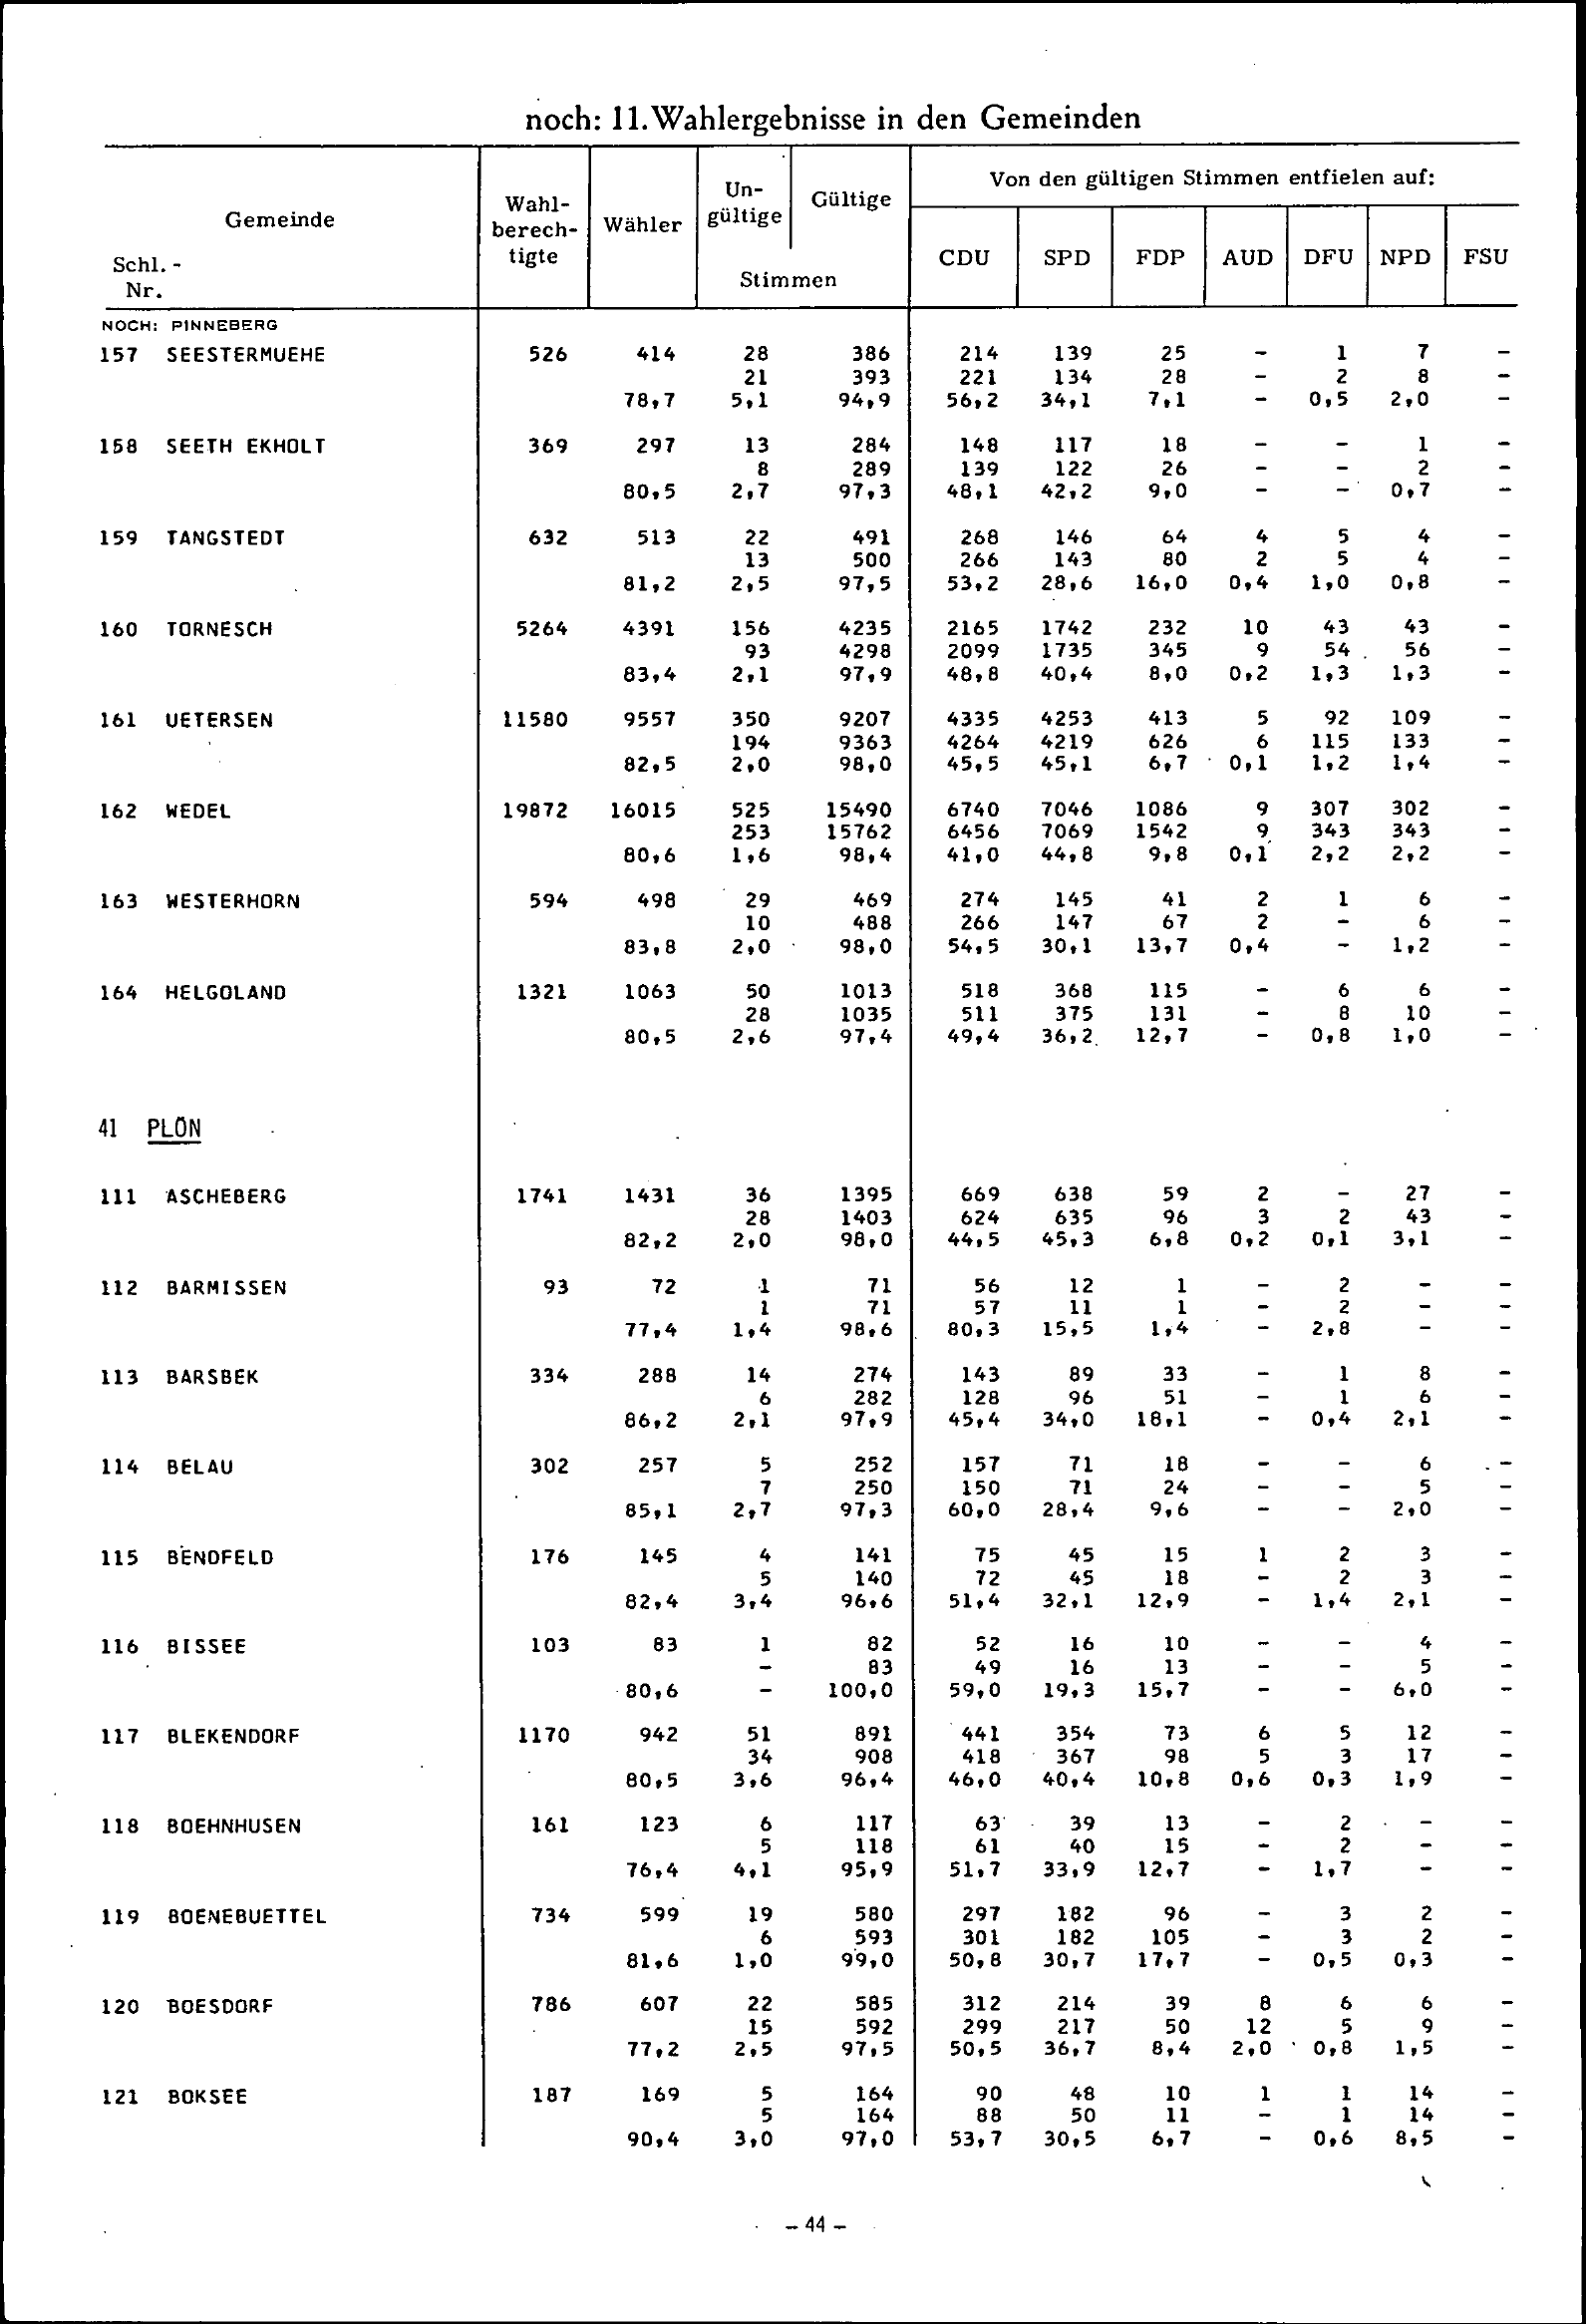 noch: 11. Wahlergebnisse in den Gemeinden
Gemeinde Schl.-Nr. Wahl-berech-tigte Wähler Un-gültige Gültige Stimmen Von den gültigen Stimmen entfielen auf:
CDU SPD FDP AUD DFU NPD FSU
NOCH: PINNEBERG
157 SEESTERMUEHE 526 414 28 386 214 139 25 - 1 7 -
21 393 221 134 28 - 2 8 -
78,7 5,1 94,9 56,2 34,1 7,1 - 0,5 2,0 -
158 SEETH EKHOLT 369 297 13 284 148 117 18 - - 1 -
8 289 139 122 26 - - 2 -
80,5 2,7 97,3 48,1 42,2 9,0 - - 0,7 -
159 TANGSTEDT 632 513 22 491 268 146 64 4 5 4 -
13 500 266 143 80 2 5 4 -
81,2 2,5 97,5 53,2 28,6 16,0 0,4 1,0 0,8 -
160 TORNESCH 5264 4391 156 4235 2165 1742 232 10 43 43 -
93 4298 2099 1735 345 9 54 56 -
83,4 2,1 97,9 48,8 40,4 8,0 0,2 1,3 1,3 -
161 UETERSEN 11580 9557 350 9207 4335 4253 413 5 92 109 -
194 9363 4264 4219 626 6 115 133 -
82,5 2,0 98,0 45,5 45,1 6,7 0,1 1,2 1,4 -
162 WEDEL 19872 16015 525 15490 6740 7046 1086 9 307 302 -
253 15762 6456 7069 1542 9 343 343 -
80,6 1,6 98,4 41,0 44,8 9,8 0,1 2,2 2,2 -
163 WESTERHORN 594 498 29 469 274 145 41 2 1 6 -
10 488 266 147 67 2 - 6 -
83,8 2,0 98,0 54,5 30,1 13,7 0,4 - 1,2 -
164 HELGOLAND 1321 1063 50 1013 518 368 115 - 6 6 -
28 1035 511 375 131 - 8 10 -
80,5 2,6 97,4 49,4 36,2 12,7 - 0,8 1,0 -
41 PLÖN
111 ASCHEBERG 1741 1431 36 1395 669 638 59 2 - 27 -
28 1403 624 635 96 3 2 43 -
82,2 2,0 98,0 44,5 45,3 6,8 0,2 0,1 3,1 -
112 BARMISSEN 93 72 1 71 56 12 1 - 2 - -
1 71 57 11 1 - 2 - -
77,4 1,4 98,6 80,3 15,5 1,4 - 2,8 - -
113 BARSBEK 334 288 14 274 143 89 33 - 1 8 -
6 282 128 96 51 - 1 6 -
86,2 2,1 97,9 45,4 34,0 18,1 - 0,4 2,1 -
114 BELAU 302 257 5 252 157 71 18 - - 6 -
7 250 150 71 24 - - 5 -
85,1 2,7 97,3 60,0 28,4 9,6 - - 2,0 -
115 BENDFELD 176 145 4 141 75 45 15 1 2 3 -
5 140 72 45 18 - 2 3 -
82,4 3,4 96,6 51,4 32,1 12,9 - 1,4 2,1 -
116 BISSEE 103 83 1 82 52 16 10 - - 4 -
- 83 49 16 13 - - 5 -
80,6 - 100,0 59,0 19,3 15,7 - - 6,0 -
117 BLEKENDORF 1170 942 51 891 441 354 73 6 5 12 -
34 908 418 367 98 5 3 17 -
80,5 3,6 96,4 46,0 40,4 10,8 0,6 0,3 1,9 -
118 BOEHNHUSEN 161 123 6 117 63 39 13 - 2 - -
5 118 61 40 15 - 2 - -
76,4 4,1 95,9 51,7 33,9 12,7 - 1,7 - -
119 BOENEBUETTEL 734 599 19 580 297 182 96 - 3 2 -
6 593 301 182 105 - 3 2 -
81,6 1,0 99,0 50,8 30,7 17,7 - 0,5 0,3 -
120 BOESDORF 786 607 22 585 312 214 39 8 6 6 -
15 592 299 217 50 12 5 9 -
77,2 2,5 97,5 50,5 36,7 8,4 2,0 0,8 1,5 -
121 BOKSEE 187 169 5 164 90 48 10 1 1 14 -
5 164 88 50 11 - 1 14 -
90,4 3,0 97,0 53,7 30,5 6,7 - 0,6 8,5 -
- 44 -